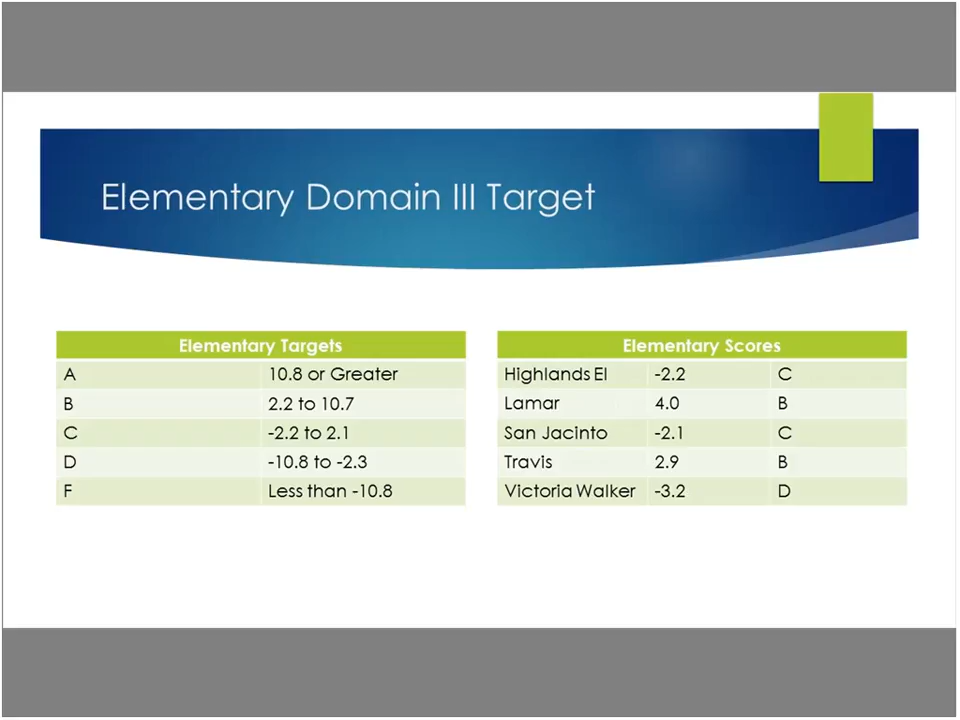 Elementary Domain III Target
Elementary Targets
A 10.8 or Greater
B 2.2 to 10.7
C -2.2 to 2.1
D -10.8 to -2.3
F Less than -10.8
Elementary Scores
Highlands El -2.2 C
Lamar 4.0 B
San Jacinto -2.1 C
Travis 2.9 B
Victoria Walker -3.2 D